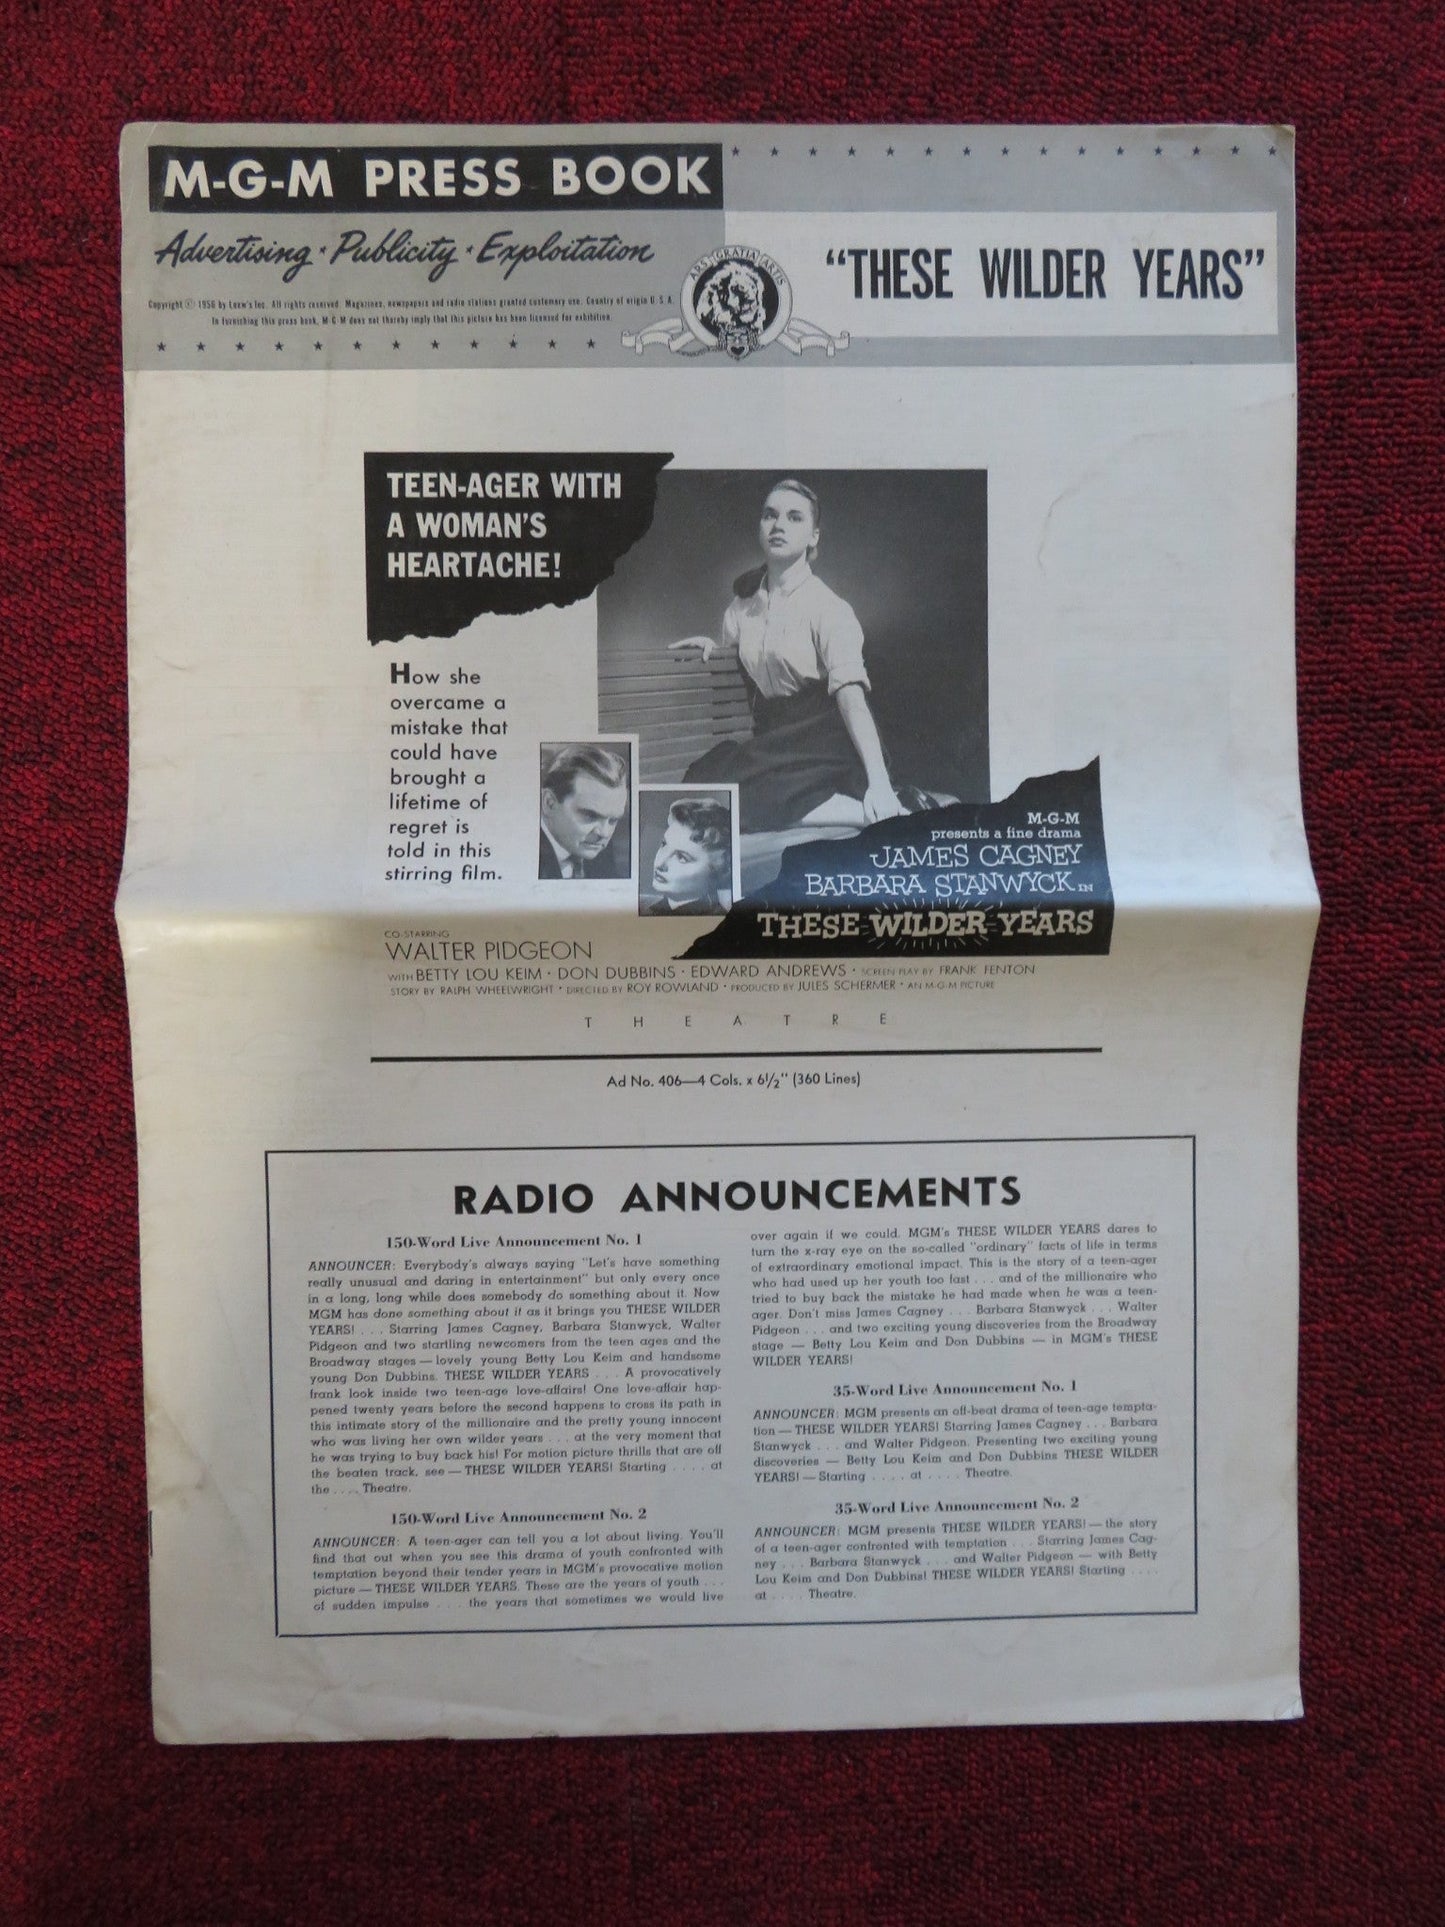 M-G-M PRESS BOOK
Advertising · Publicity · Exploitation
Copyright © 1956 by Loew's Inc. All rights reserved. Magazines, newspapers and radio stations granted customary use. Country of origin U.S.A.
In furnishing this press book, M-G-M does not thereby imply that this picture has been licensed for exhibition.
ARS GRATIA ARTIS
"THESE WILDER YEARS"
TEEN-AGER WITH
A WOMAN'S
HEARTACHE!
How she
overcame a
mistake that
could have
brought a
lifetime of
regret is
told in this
stirring film.
M-G-M
presents a fine drama
JAMES CAGNEY
BARBARA STANWYCK IN
THESE WILDER YEARS
CO-STARRING
WALTER PIDGEON
WITH BETTY LOU KEIM · DON DUBBINS · EDWARD ANDREWS · SCREEN PLAY BY FRANK FENTON
STORY BY RALPH WHEELWRIGHT · DIRECTED BY ROY ROWLAND · PRODUCED BY JULES SCHERMER · AN M-G-M PICTURE
THEATRE
Ad No. 406—4 Cols. x 6½" (360 Lines)
RADIO ANNOUNCEMENTS
150-Word Live Announcement No. 1
ANNOUNCER: Everybody's always saying "Let's have something
really unusual and daring in entertainment" but only every once
in a long, long while does somebody do something about it. Now
MGM has done something about it as it brings you THESE WILDER
YEARS! . . . Starring James Cagney, Barbara Stanwyck, Walter
Pidgeon and two startling newcomers from the teen ages and the
Broadway stages — lovely young Betty Lou Keim and handsome
young Don Dubbins. THESE WILDER YEARS . . . A provocatively
frank look inside two teen-age love-affairs! One love-affair hap-
pened twenty years before the second happens to cross its path in
this intimate story of the millionaire and the pretty young innocent
who was living her own wilder years . . . at the very moment that
he was trying to buy back his! For motion picture thrills that are off
the beaten track, see — THESE WILDER YEARS! Starting . . . . at
the . . . . Theatre.
150-Word Live Announcement No. 2
ANNOUNCER: A teen-ager can tell you a lot about living. You'll
find that out when you see this drama of youth confronted with
temptation beyond their tender years in MGM's provocative motion
picture — THESE WILDER YEARS. These are the years of youth . . .
of sudden impulse . . . . the years that sometimes we would live
over again if we could. MGM's THESE WILDER YEARS dares to
turn the x-ray eye on the so-called "ordinary" facts of life in terms
of extraordinary emotional impact. This is the story of a teen-ager
who had used up her youth too fast . . . and of the millionaire who
tried to buy back the mistake he had made when he was a teen-
ager. Don't miss James Cagney . . . Barbara Stanwyck . . . Walter
Pidgeon . . . and two exciting young discoveries from the Broadway
stage — Betty Lou Keim and Don Dubbins — in MGM's THESE
WILDER YEARS!
35-Word Live Announcement No. 1
ANNOUNCER: MGM presents an off-beat drama of teen-age tempta-
tion — THESE WILDER YEARS! Starring James Cagney . . . Barbara
Stanwyck . . . and Walter Pidgeon. Presenting two exciting young
discoveries — Betty Lou Keim and Don Dubbins THESE WILDER
YEARS! — Starting . . . . at . . . . Theatre.
35-Word Live Announcement No. 2
ANNOUNCER: MGM presents THESE WILDER YEARS! — the story
of a teen-ager confronted with temptation . . . Starring James Cag-
ney . . . Barbara Stanwyck . . . and Walter Pidgeon — with Betty
Lou Keim and Don Dubbins! THESE WILDER YEARS! Starting . . . .
at . . . . Theatre.